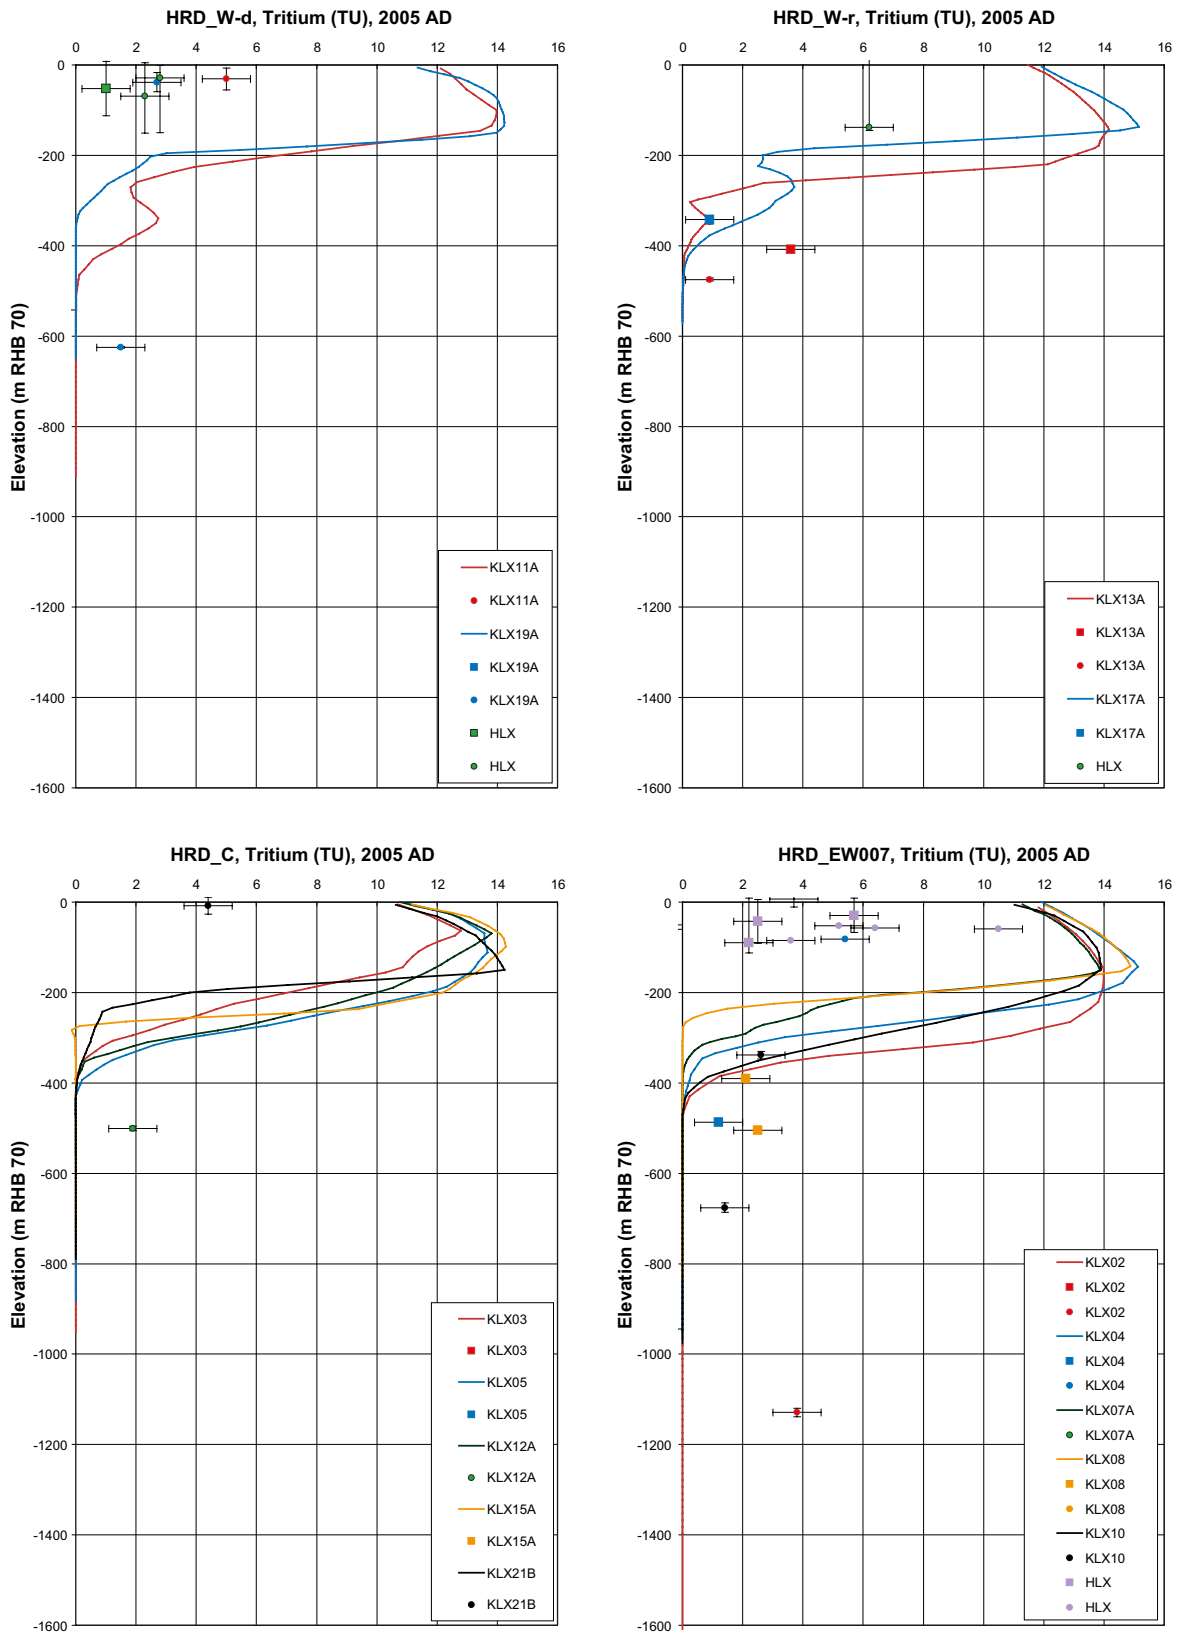 HRD_W-d, Tritium (TU), 2005 AD
0 2 4 6 8 10 12 14 16
0
-200
-400
-600
-800
-1000
-1200
-1400
-1600
Elevation (m RHB 70)
KLX11A
KLX11A
KLX19A
KLX19A
KLX19A
HLX
HLX
HRD_W-r, Tritium (TU), 2005 AD
0 2 4 6 8 10 12 14 16
0
-200
-400
-600
-800
-1000
-1200
-1400
-1600
Elevation (m RHB 70)
KLX13A
KLX13A
KLX13A
KLX17A
KLX17A
HLX
HRD_C, Tritium (TU), 2005 AD
0 2 4 6 8 10 12 14 16
0
-200
-400
-600
-800
-1000
-1200
-1400
-1600
Elevation (m RHB 70)
KLX03
KLX03
KLX05
KLX05
KLX12A
KLX12A
KLX15A
KLX15A
KLX21B
KLX21B
HRD_EW007, Tritium (TU), 2005 AD
0 2 4 6 8 10 12 14 16
0
-200
-400
-600
-800
-1000
-1200
-1400
-1600
Elevation (m RHB 70)
KLX02
KLX02
KLX02
KLX04
KLX04
KLX04
KLX07A
KLX07A
KLX08
KLX08
KLX08
KLX10
KLX10
HLX
HLX